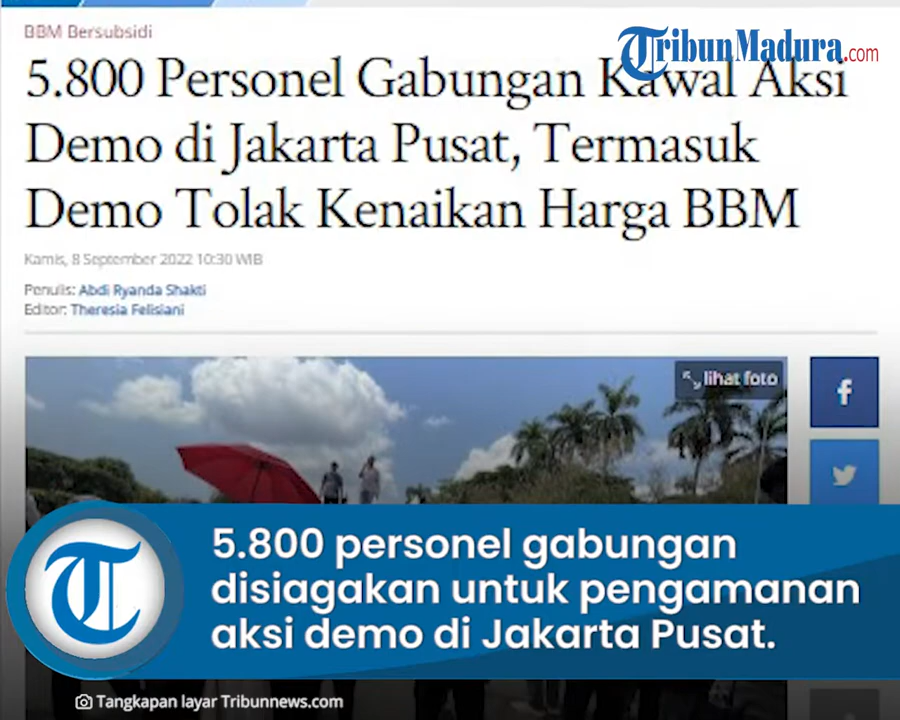 BBM Bersubsidi
TribunMadura.com
5.800 Personel Gabungan Kawal Aksi
Demo di Jakarta Pusat, Termasuk
Demo Tolak Kenaikan Harga BBM
Kamis, 8 September 2022 10:30 WIB
Penulis: Abdi Ryanda Shakti
Editor: Theresia Felisiani
lihat foto
f
T
5.800 personel gabungan
disiagakan untuk pengamanan
aksi demo di Jakarta Pusat.
Tangkapan layar Tribunnews.com